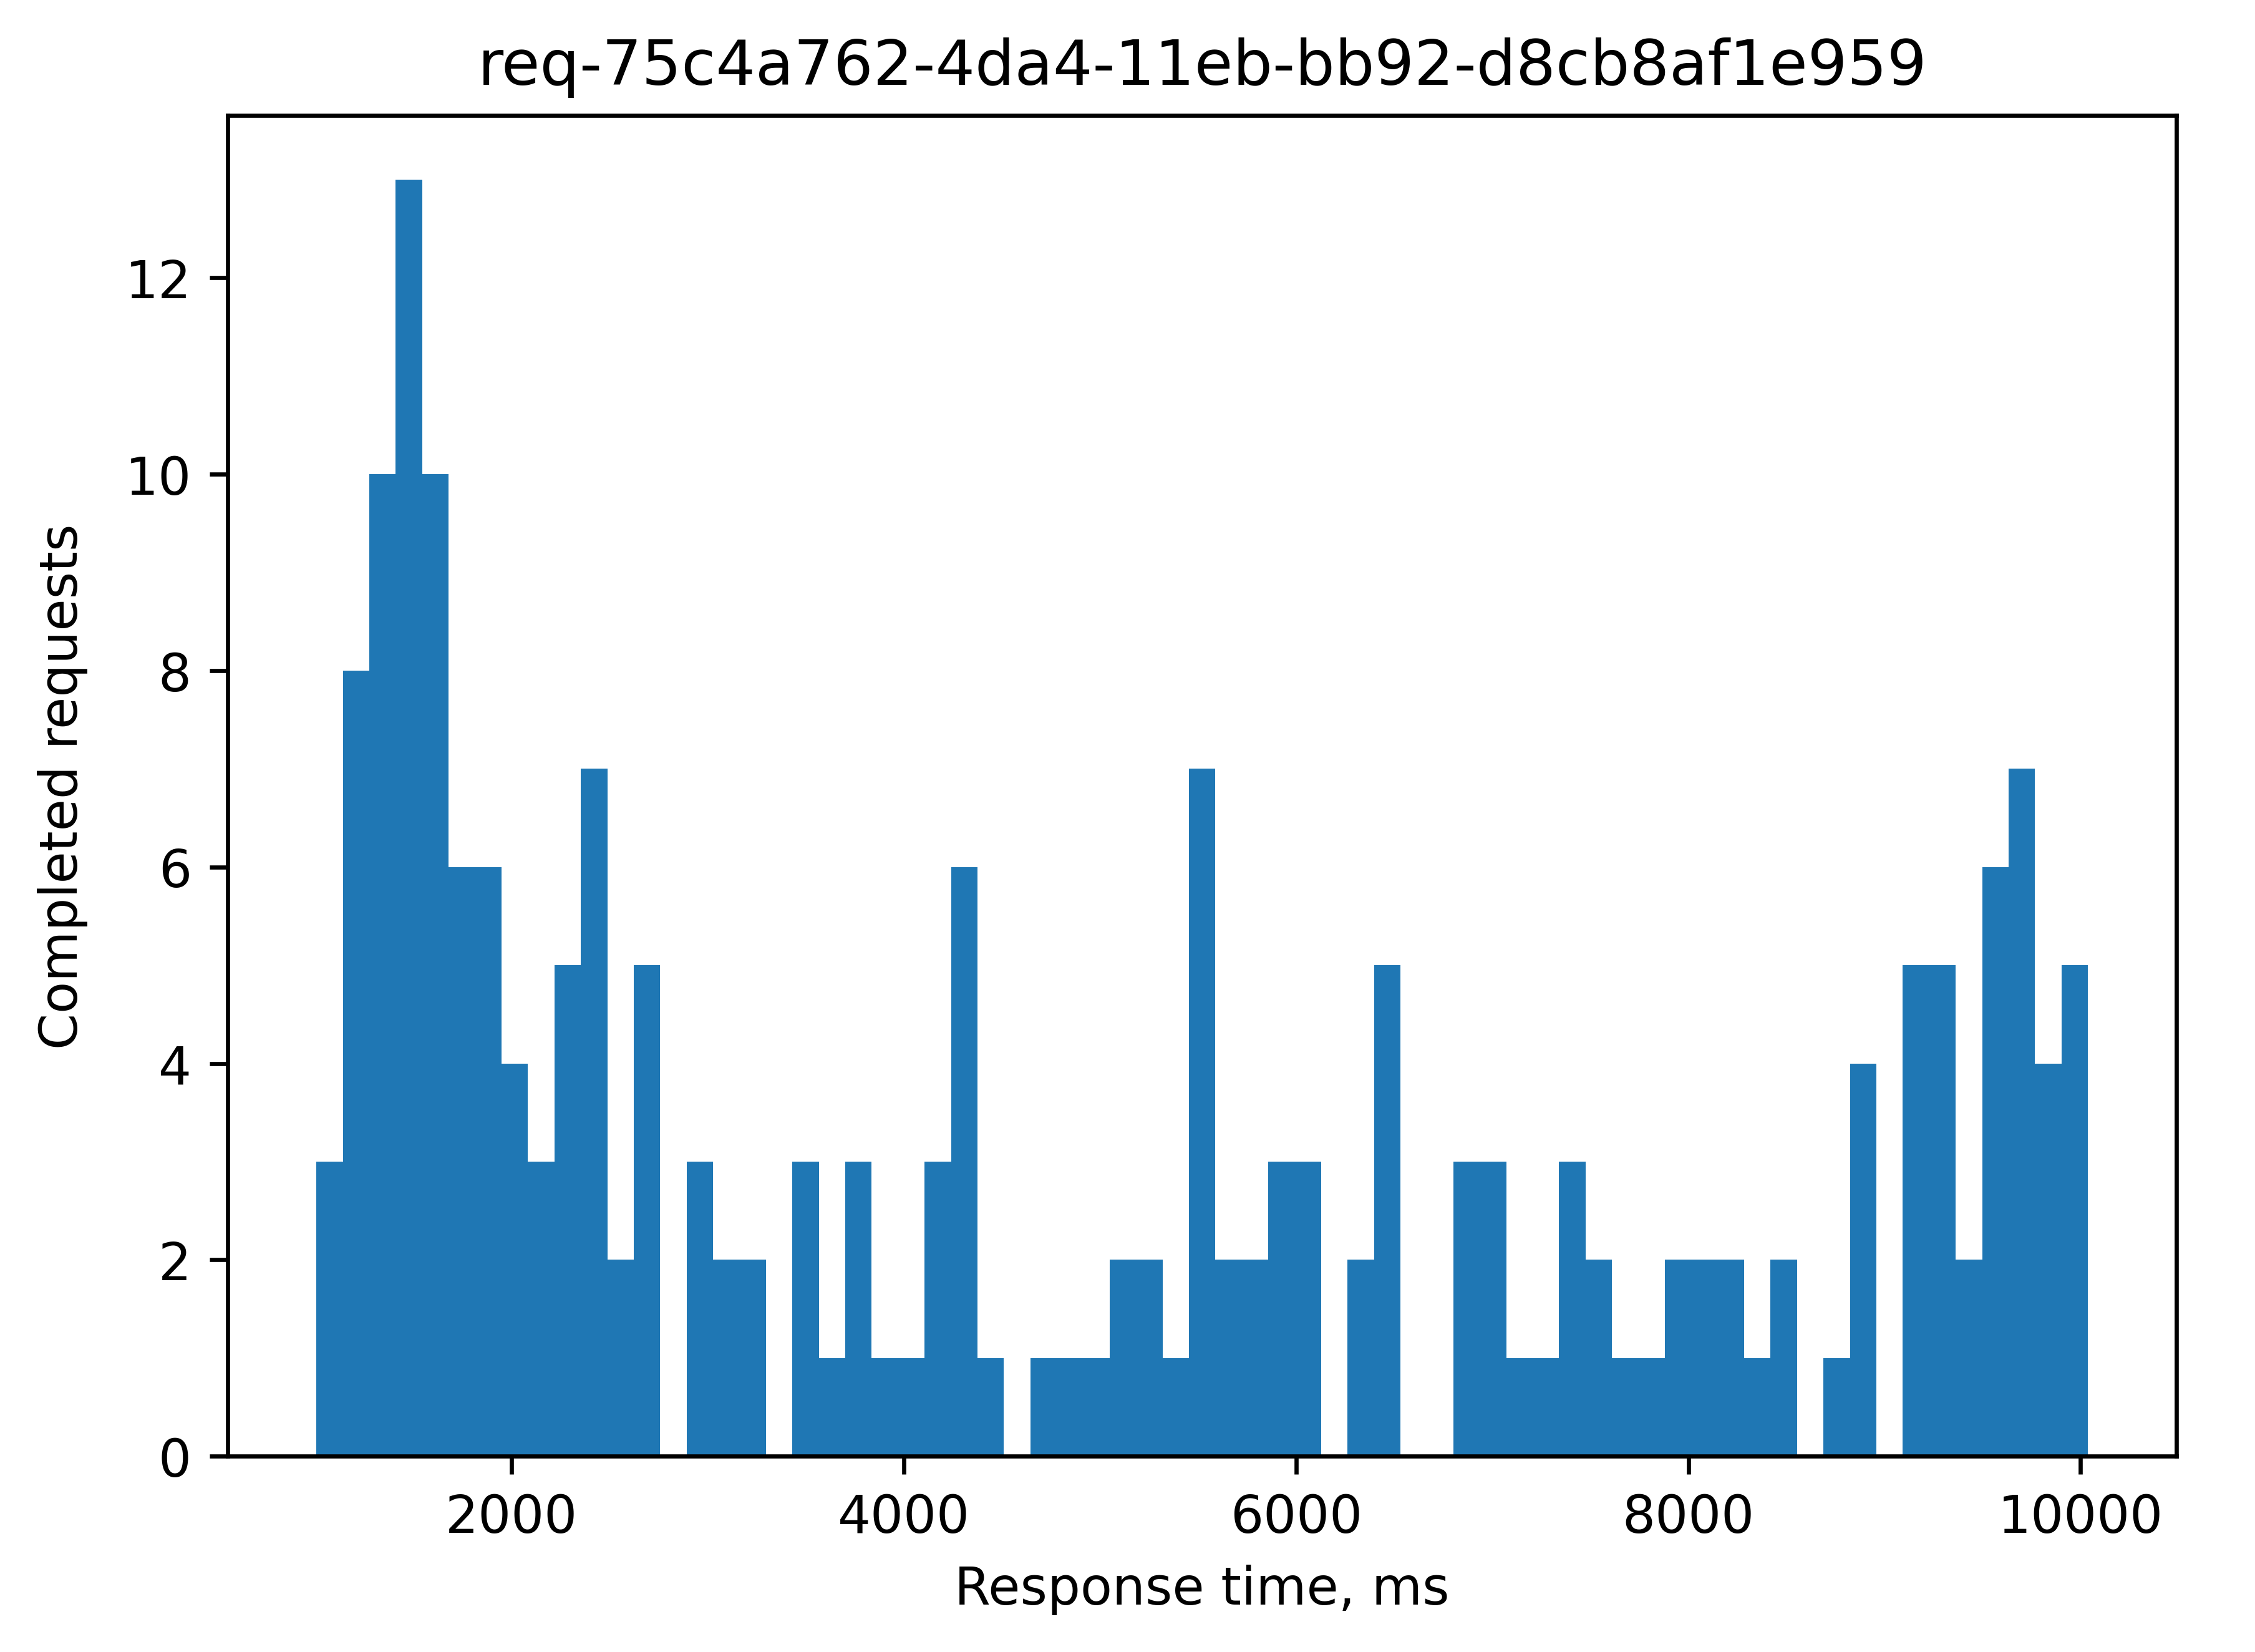 req-75c4a762-4da4-11eb-bb92-d8cb8af1e959
12
10
8
6
4
2
0
Completed requests
2000 4000 6000 8000 10000
Response time, ms